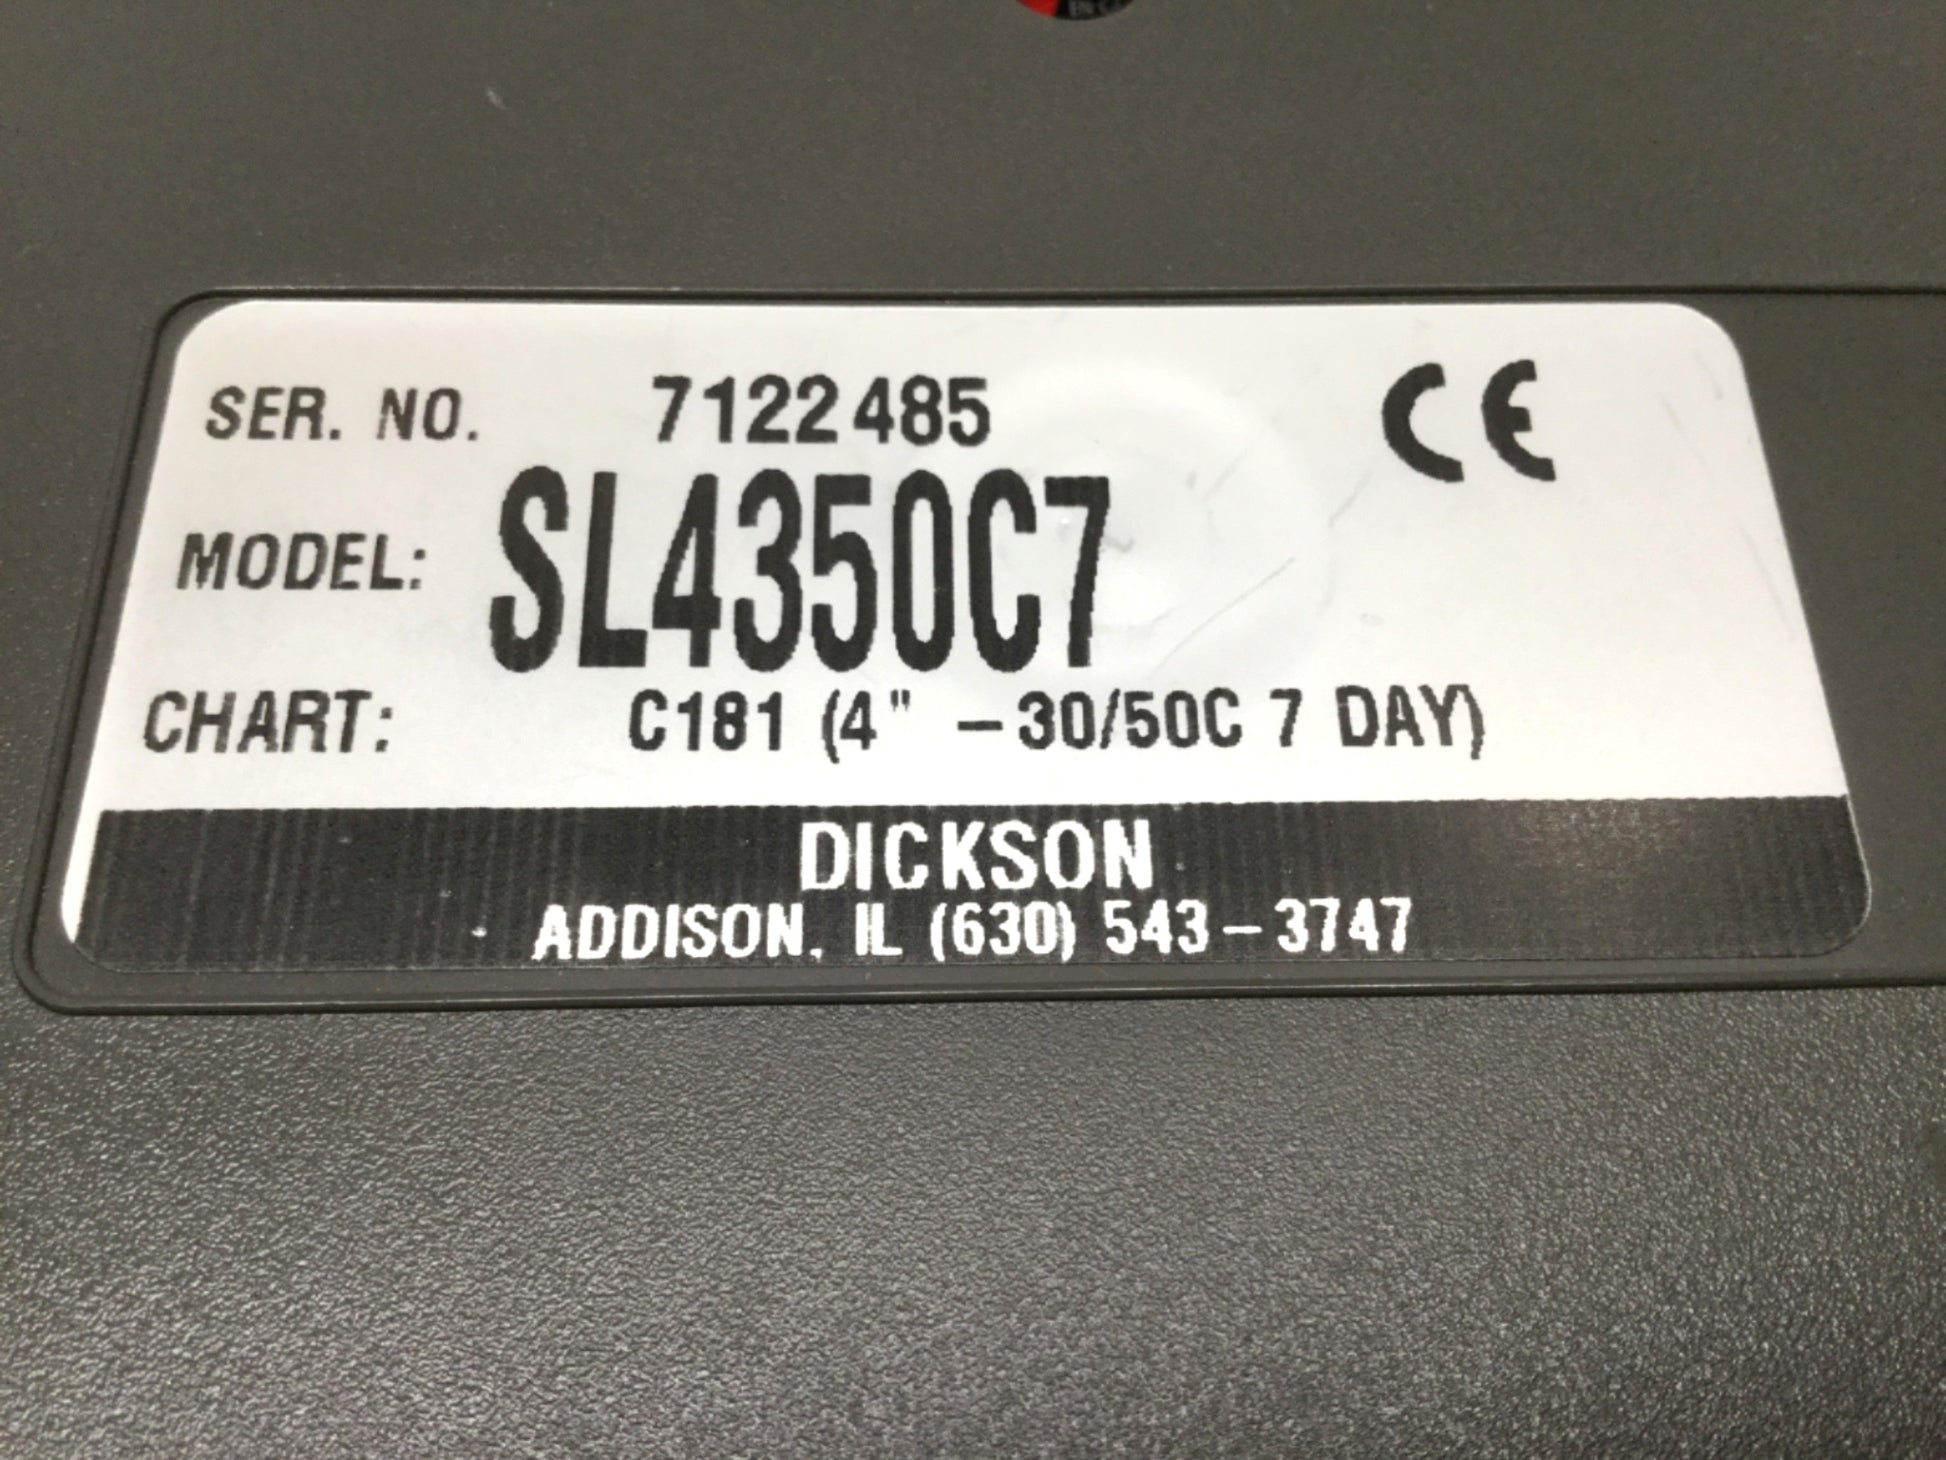 SER. NO. 7122485 CE
MODEL: SL4350C7
CHART: C181 (4" -30/50C 7 DAY)
DICKSON
ADDISON, IL (630) 543-3747